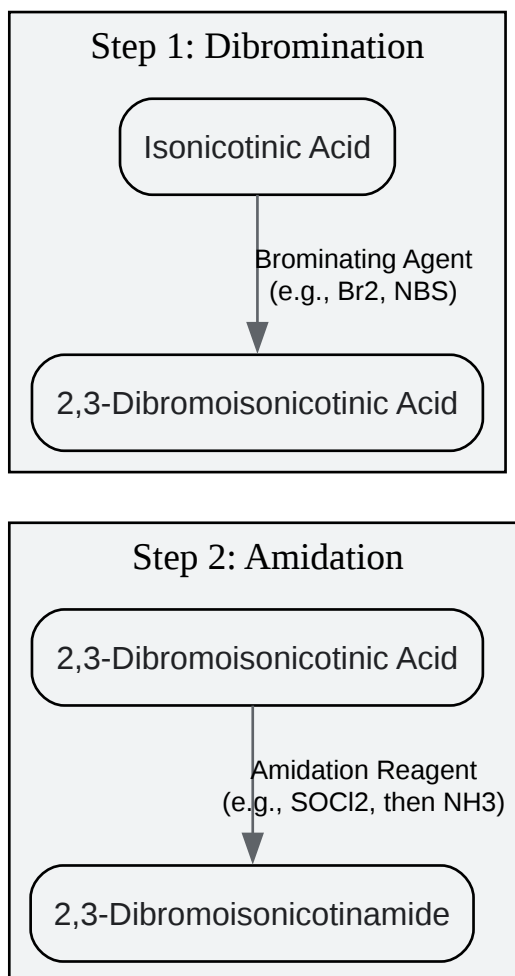 Step 1: Dibromination
Isonicotinic Acid
Brominating Agent
(e.g., Br2, NBS)
2,3-Dibromoisonicotinic Acid
Step 2: Amidation
2,3-Dibromoisonicotinic Acid
Amidation Reagent
(e.g., SOCl2, then NH3)
2,3-Dibromoisonicotinamide